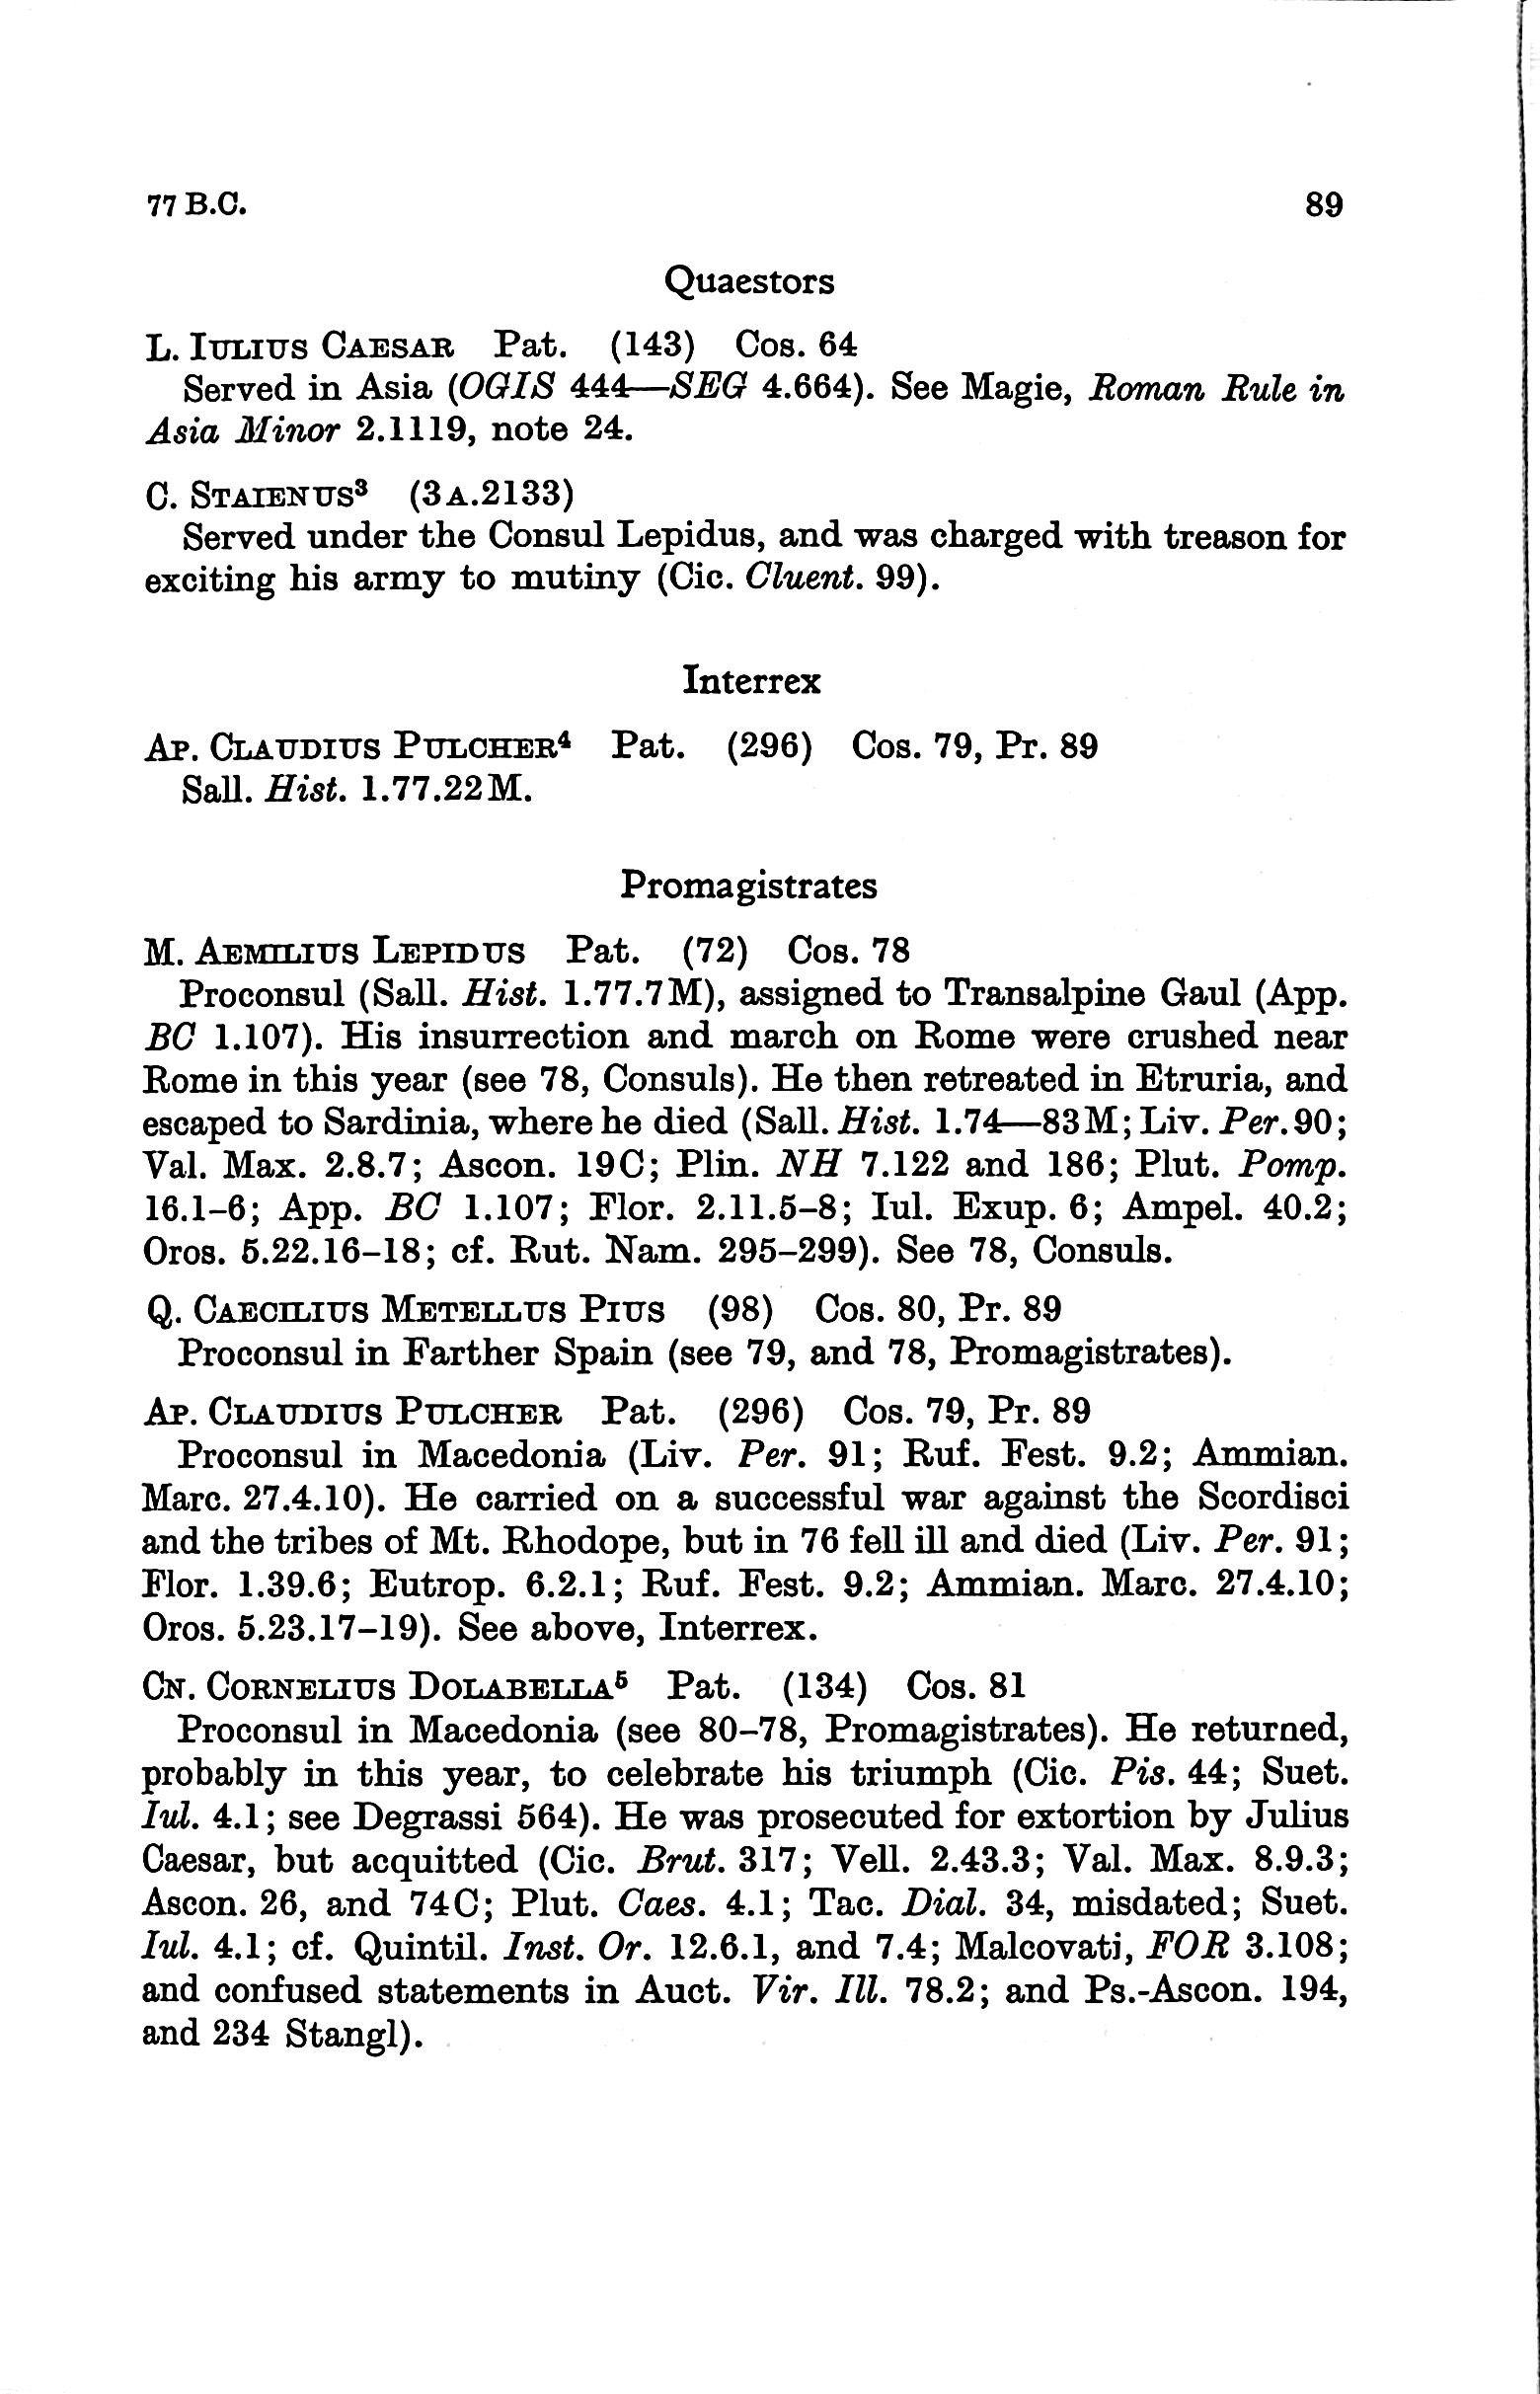 77 B.C. 89
Quaestors
L. IULIUS CAESAR Pat. (143) Cos. 64
Served in Asia (OGIS 444—SEG 4.664). See Magie, Roman Rule in
Asia Minor 2.1119, note 24.
C. STAIENUS³ (3A.2133)
Served under the Consul Lepidus, and was charged with treason for
exciting his army to mutiny (Cic. Cluent. 99).
Interrex
AP. CLAUDIUS PULCHER⁴ Pat. (296) Cos. 79, Pr. 89
Sall. Hist. 1.77.22M.
Promagistrates
M. AEMILIUS LEPIDUS Pat. (72) Cos. 78
Proconsul (Sall. Hist. 1.77.7M), assigned to Transalpine Gaul (App.
BC 1.107). His insurrection and march on Rome were crushed near
Rome in this year (see 78, Consuls). He then retreated in Etruria, and
escaped to Sardinia, where he died (Sall. Hist. 1.74—83M; Liv. Per. 90;
Val. Max. 2.8.7; Ascon. 19C; Plin. NH 7.122 and 186; Plut. Pomp.
16.1–6; App. BC 1.107; Flor. 2.11.5–8; Iul. Exup. 6; Ampel. 40.2;
Oros. 5.22.16–18; cf. Rut. Nam. 295–299). See 78, Consuls.
Q. CAECILIUS METELLUS PIUS (98) Cos. 80, Pr. 89
Proconsul in Farther Spain (see 79, and 78, Promagistrates).
AP. CLAUDIUS PULCHER Pat. (296) Cos. 79, Pr. 89
Proconsul in Macedonia (Liv. Per. 91; Ruf. Fest. 9.2; Ammian.
Marc. 27.4.10). He carried on a successful war against the Scordisci
and the tribes of Mt. Rhodope, but in 76 fell ill and died (Liv. Per. 91;
Flor. 1.39.6; Eutrop. 6.2.1; Ruf. Fest. 9.2; Ammian. Marc. 27.4.10;
Oros. 5.23.17–19). See above, Interrex.
CN. CORNELIUS DOLABELLA⁵ Pat. (134) Cos. 81
Proconsul in Macedonia (see 80–78, Promagistrates). He returned,
probably in this year, to celebrate his triumph (Cic. Pis. 44; Suet.
Iul. 4.1; see Degrassi 564). He was prosecuted for extortion by Julius
Caesar, but acquitted (Cic. Brut. 317; Vell. 2.43.3; Val. Max. 8.9.3;
Ascon. 26, and 74C; Plut. Caes. 4.1; Tac. Dial. 34, misdated; Suet.
Iul. 4.1; cf. Quintil. Inst. Or. 12.6.1, and 7.4; Malcovati, FOR 3.108;
and confused statements in Auct. Vir. Ill. 78.2; and Ps.-Ascon. 194,
and 234 Stangl).